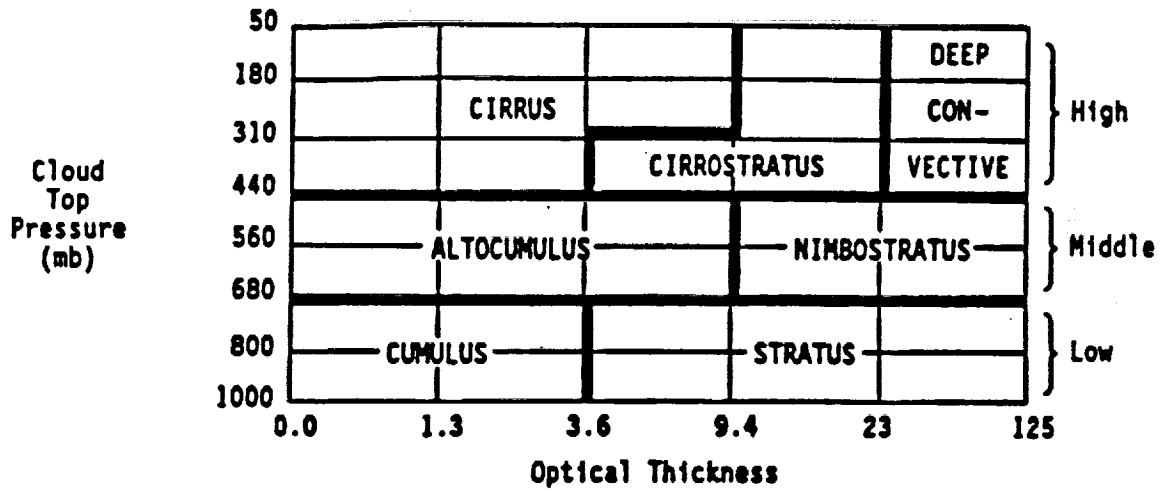 50
DEEP
180
CIRRUS
CON-
High
310
CIRROSTRATUS
VECTIVE
440
Cloud
Top
Pressure
(mb)
560
ALTOCUMULUS
NIMBOSTRATUS
Middle
680
800
CUMULUS
STRATUS
Low
1000
0.0 1.3 3.6 9.4 23 125
Optical Thickness